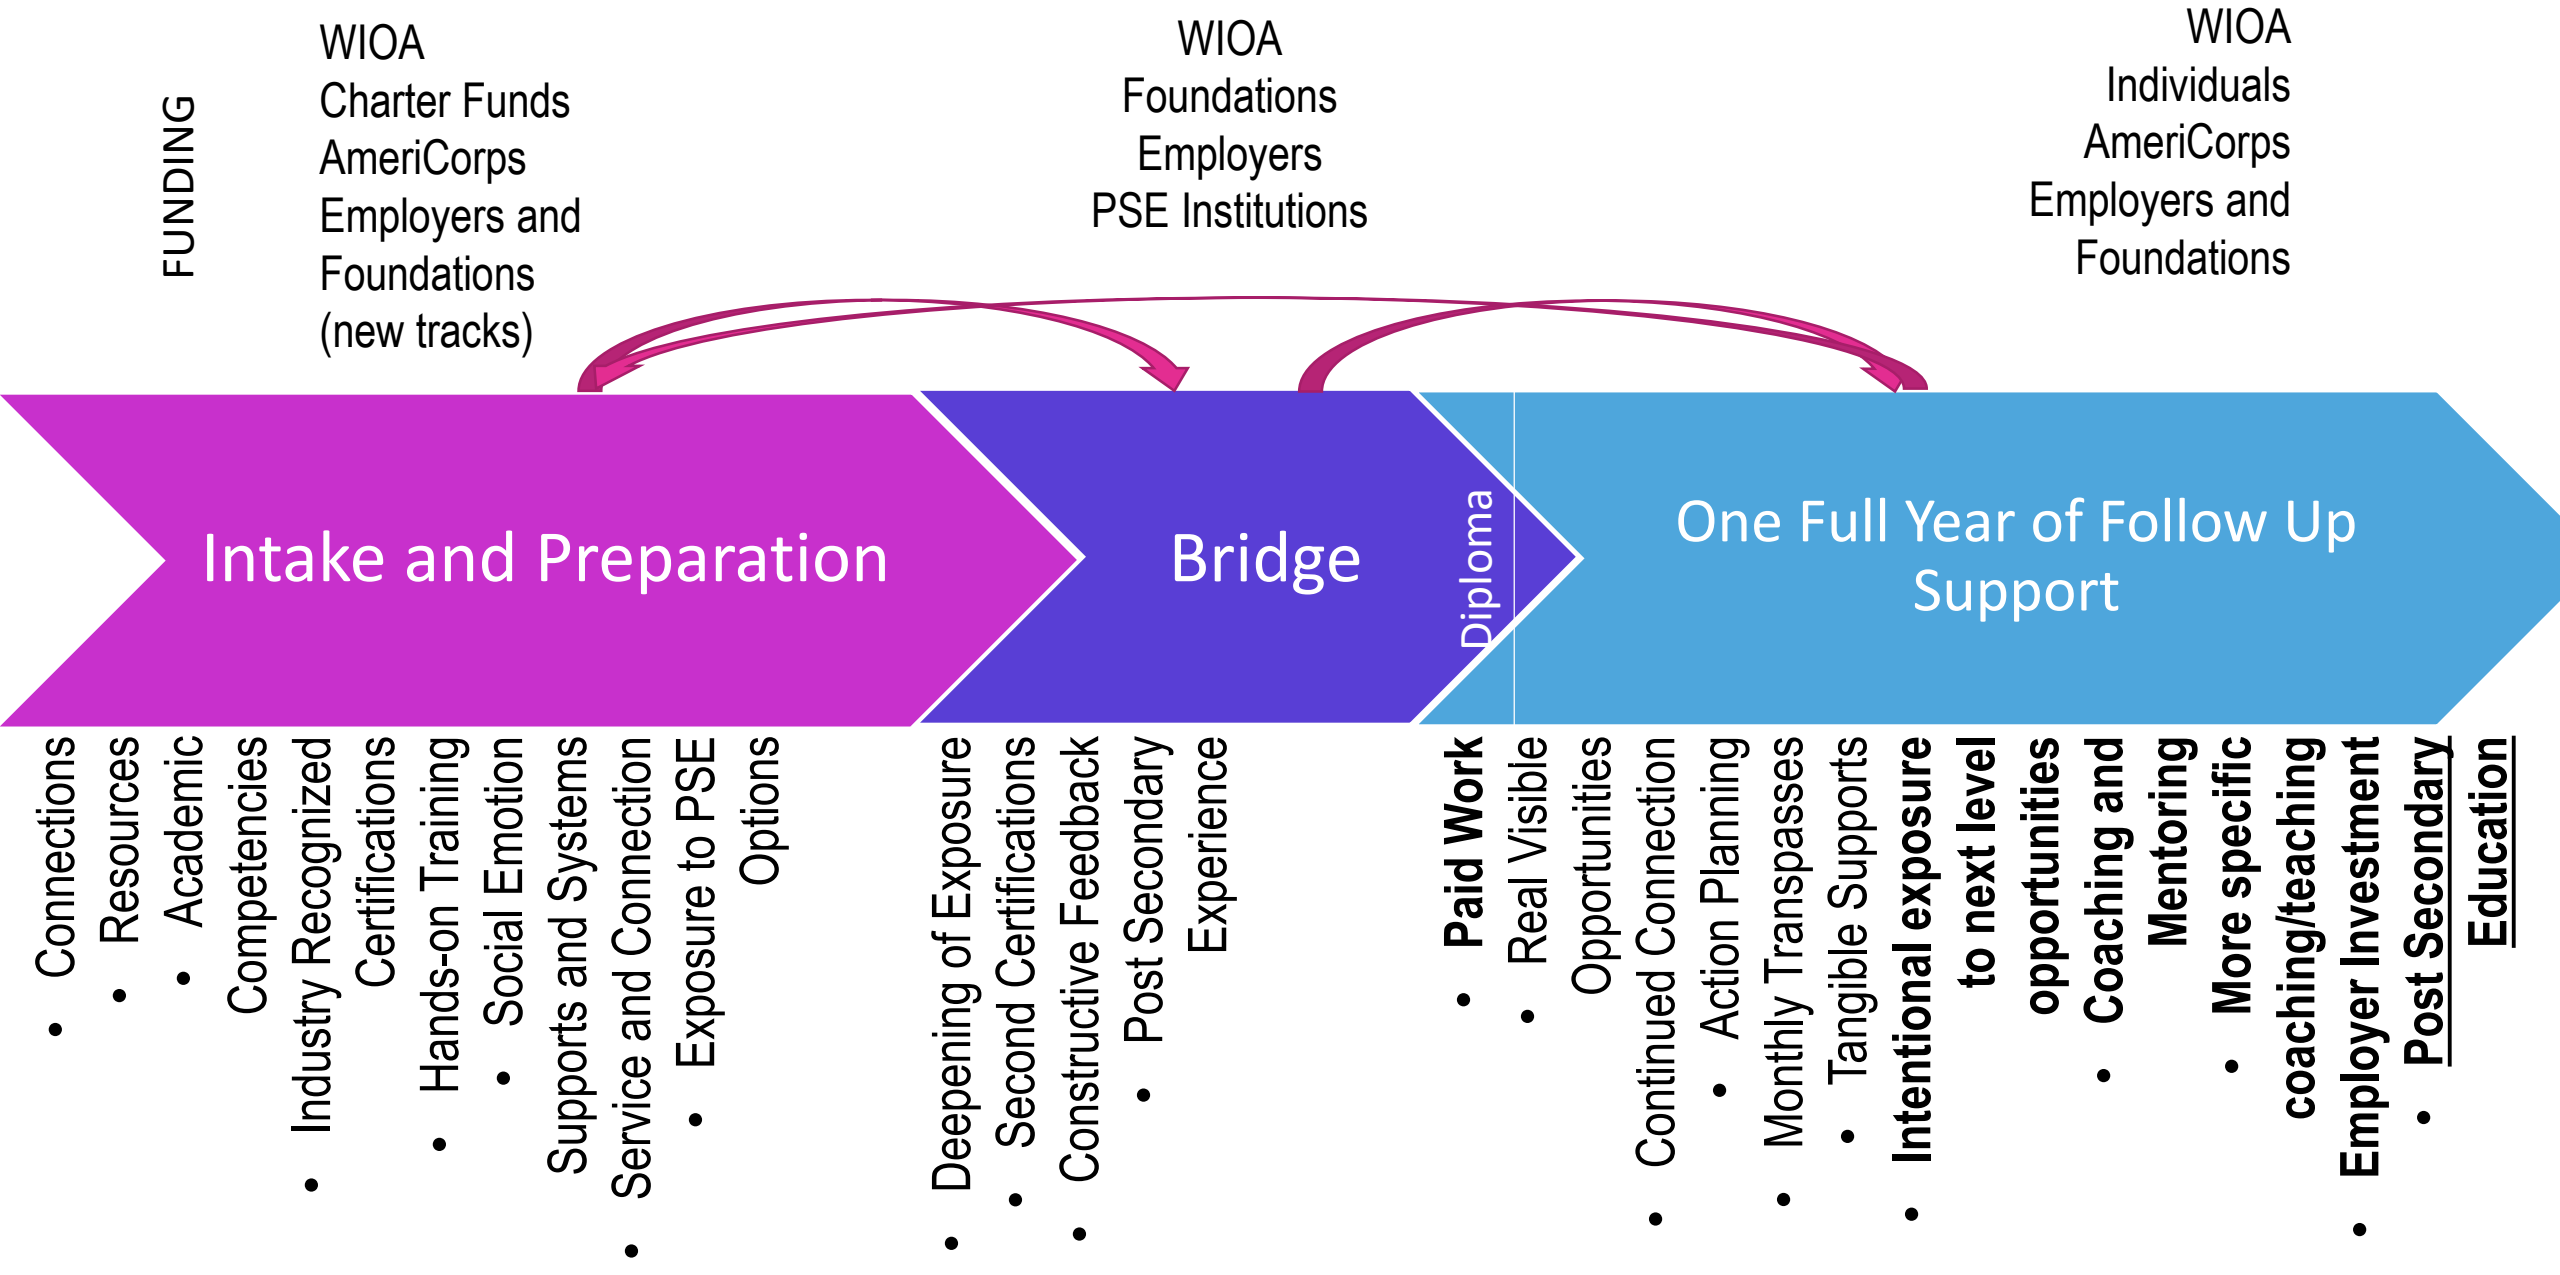 FUNDING
WIOA
Charter Funds
AmeriCorps
Employers and
Foundations
(new tracks)
WIOA
Foundations
Employers
PSE Institutions
WIOA
Individuals
AmeriCorps
Employers and
Foundations
Intake and Preparation
Bridge
Diploma
One Full Year of Follow Up
Support
• Connections
• Resources
• Academic
Competencies
• Industry Recognized
Certifications
• Hands-on Training
• Social Emotion
Supports and Systems
• Service and Connection
• Exposure to PSE
Options
• Deepening of Exposure
• Second Certifications
• Constructive Feedback
• Post Secondary
Experience
• Paid Work
• Real Visible
Opportunities
• Continued Connection
• Action Planning
• Monthly Transpasses
• Tangible Supports
• Intentional exposure
to next level
opportunities
• Coaching and
Mentoring
• More specific
coaching/teaching
• Employer Investment
• Post Secondary
Education